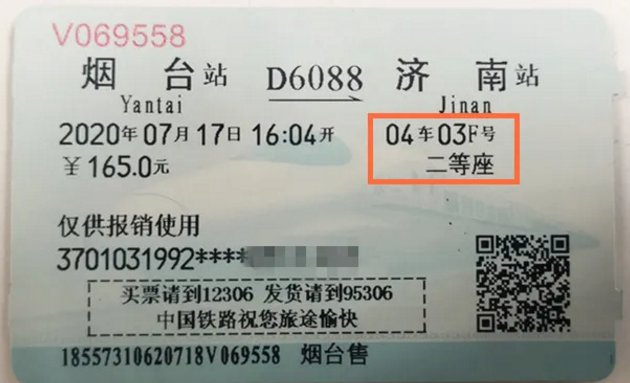 V069558
烟台站 D6088 济南站
Yantai Jinan
2020年07月17日 16:04开 04车03F号
￥165.0元 二等座
仅供报销使用
3701031992****
买票请到12306 发货请到95306
中国铁路祝您旅途愉快
18557310620718V069558 烟台售